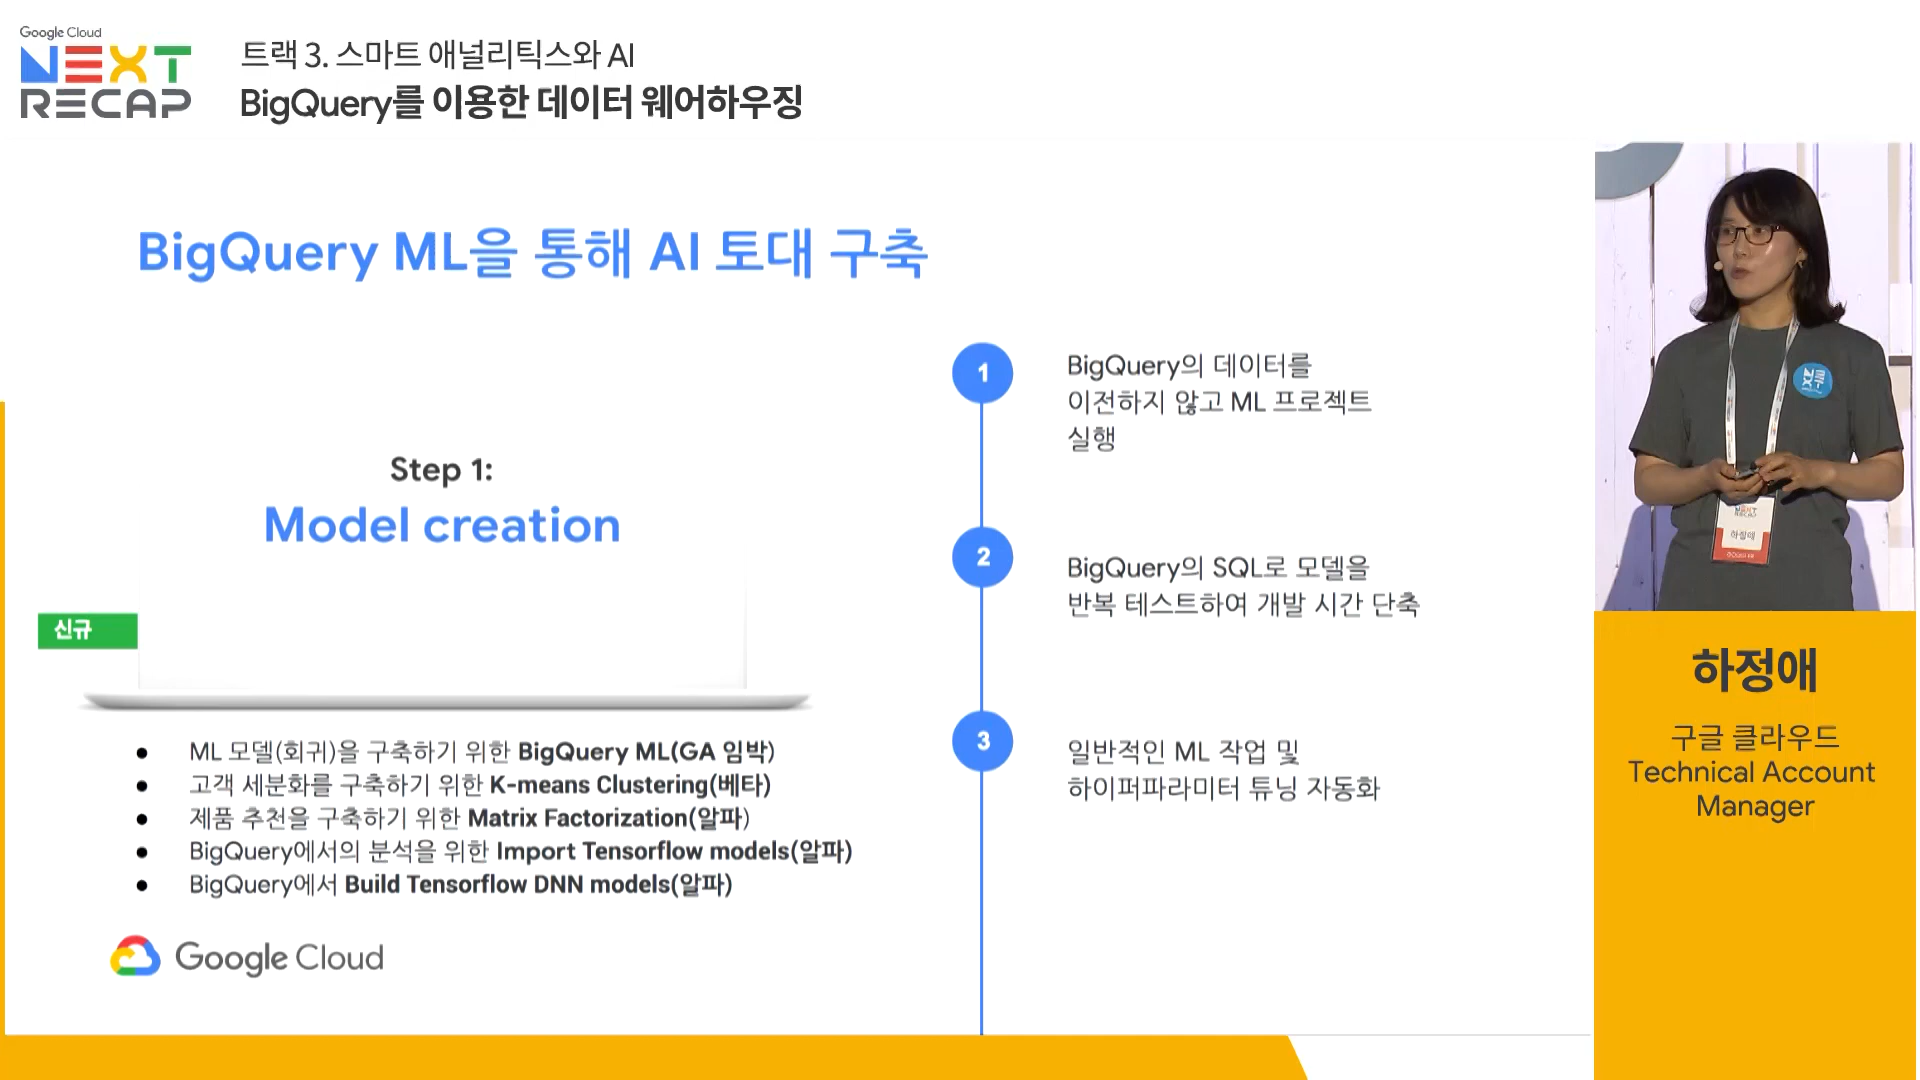 Google Cloud
NEXT
RECAP
트랙 3. 스마트 애널리틱스와 AI
BigQuery를 이용한 데이터 웨어하우징
BigQuery ML을 통해 AI 토대 구축
Step 1:
Model creation
신규
● ML 모델(회귀)을 구축하기 위한 BigQuery ML(GA 임박)
● 고객 세분화를 구축하기 위한 K-means Clustering(베타)
● 제품 추천을 구축하기 위한 Matrix Factorization(알파)
● BigQuery에서의 분석을 위한 Import Tensorflow models(알파)
● BigQuery에서 Build Tensorflow DNN models(알파)
Google Cloud
1
BigQuery의 데이터를
이전하지 않고 ML 프로젝트
실행
2
BigQuery의 SQL로 모델을
반복 테스트하여 개발 시간 단축
3
일반적인 ML 작업 및
하이퍼파라미터 튜닝 자동화
NEXT
NEXT
RECAP
하정애
하정애
구글 클라우드
Technical Account
Manager